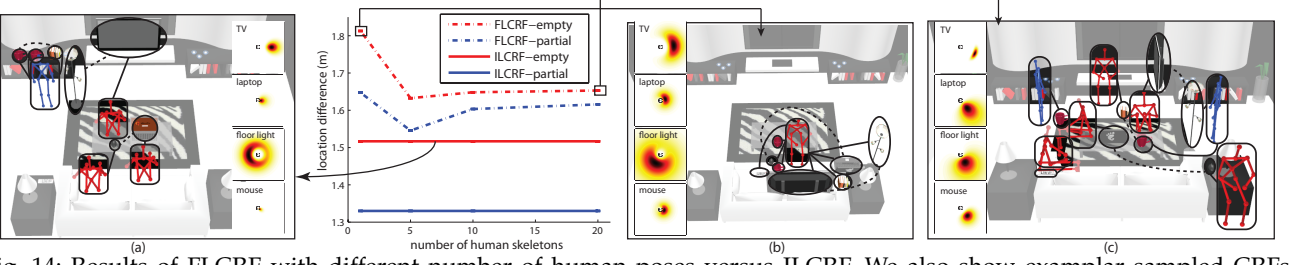 TV
laptop
floor light
mouse
(a)
FLCRF−empty
FLCRF−partial
ILCRF−empty
ILCRF−partial
location difference (m)
1.8
1.7
1.6
1.5
1.4
1.3
0
5
10
15
20
number of human skeletons
TV
laptop
floor light
mouse
(b)
TV
laptop
floor light
mouse
(c)
Fig. 14: Results of FLCRF with different number of human poses versus ILCRF. We also show exemplar sampled CRFs